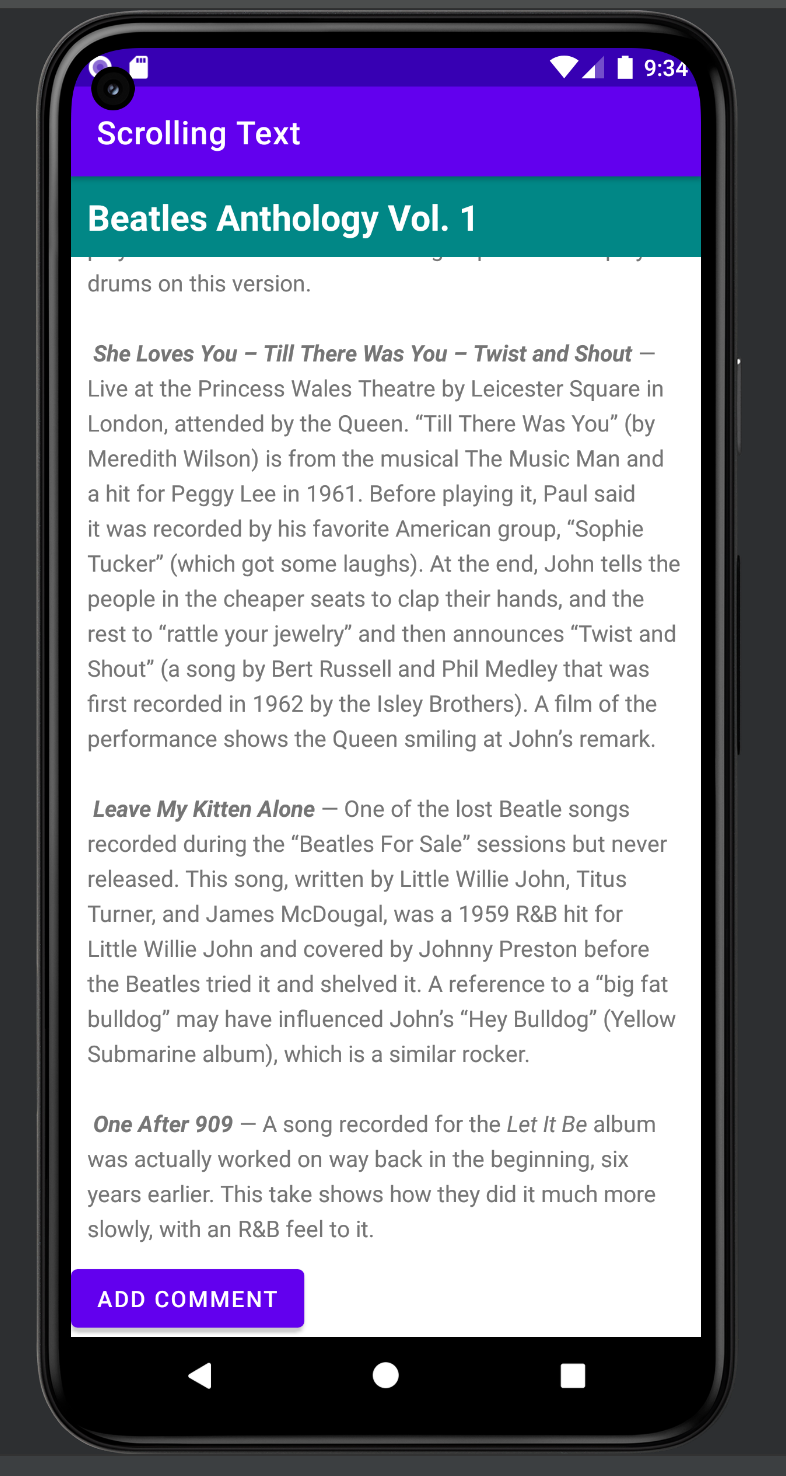 9:34
Scrolling Text
Beatles Anthology Vol. 1
drums on this version.
She Loves You – Till There Was You – Twist and Shout —
Live at the Princess Wales Theatre by Leicester Square in
London, attended by the Queen. “Till There Was You” (by
Meredith Wilson) is from the musical The Music Man and
a hit for Peggy Lee in 1961. Before playing it, Paul said
it was recorded by his favorite American group, “Sophie
Tucker” (which got some laughs). At the end, John tells the
people in the cheaper seats to clap their hands, and the
rest to “rattle your jewelry” and then announces “Twist and
Shout” (a song by Bert Russell and Phil Medley that was
first recorded in 1962 by the Isley Brothers). A film of the
performance shows the Queen smiling at John’s remark.
Leave My Kitten Alone — One of the lost Beatle songs
recorded during the “Beatles For Sale” sessions but never
released. This song, written by Little Willie John, Titus
Turner, and James McDougal, was a 1959 R&B hit for
Little Willie John and covered by Johnny Preston before
the Beatles tried it and shelved it. A reference to a “big fat
bulldog” may have influenced John’s “Hey Bulldog” (Yellow
Submarine album), which is a similar rocker.
One After 909 — A song recorded for the Let It Be album
was actually worked on way back in the beginning, six
years earlier. This take shows how they did it much more
slowly, with an R&B feel to it.
ADD COMMENT